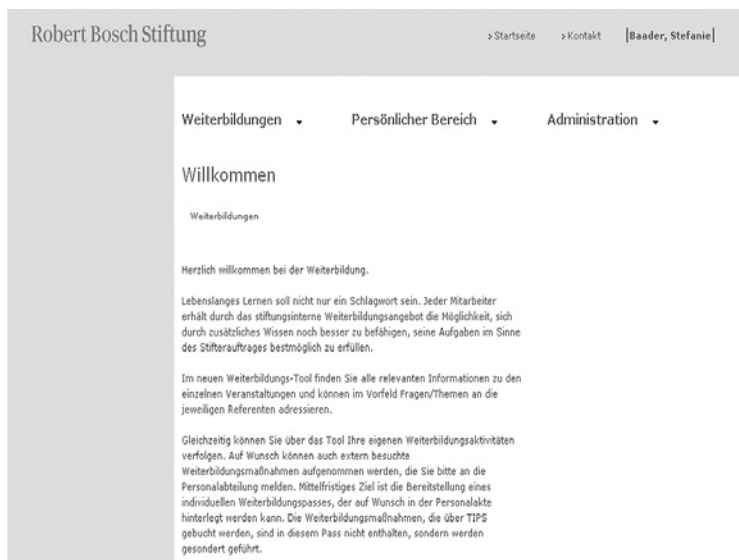 Robert Bosch Stiftung
› Startseite › Kontakt |Baader, Stefanie|
Weiterbildungen Persönlicher Bereich Administration
Willkommen
Weiterbildungen
Herzlich willkommen bei der Weiterbildung.
Lebenslanges Lernen soll nicht nur ein Schlagwort sein. Jeder Mitarbeiter
erhält durch das stiftungsinterne Weiterbildungsangebot die Möglichkeit, sich
durch zusätzliches Wissen noch besser zu befähigen, seine Aufgaben im Sinne
des Stifterauftrages bestmöglich zu erfüllen.
Im neuen Weiterbildungs-Tool finden Sie alle relevanten Informationen zu den
einzelnen Veranstaltungen und können im Vorfeld Fragen/Themen an die
jeweiligen Referenten adressieren.
Gleichzeitig können Sie über das Tool Ihre eigenen Weiterbildungsaktivitäten
verfolgen. Auf Wunsch können auch extern besuchte
Weiterbildungsmaßnahmen aufgenommen werden, die Sie bitte an die
Personalabteilung melden. Mittelfristiges Ziel ist die Bereitstellung eines
individuellen Weiterbildungspasses, der auf Wunsch in der Personalakte
hinterlegt werden kann. Die Weiterbildungsmaßnahmen, die über TIPS
gebucht werden, sind in diesem Pass nicht enthalten, sondern werden
gesondert geführt.